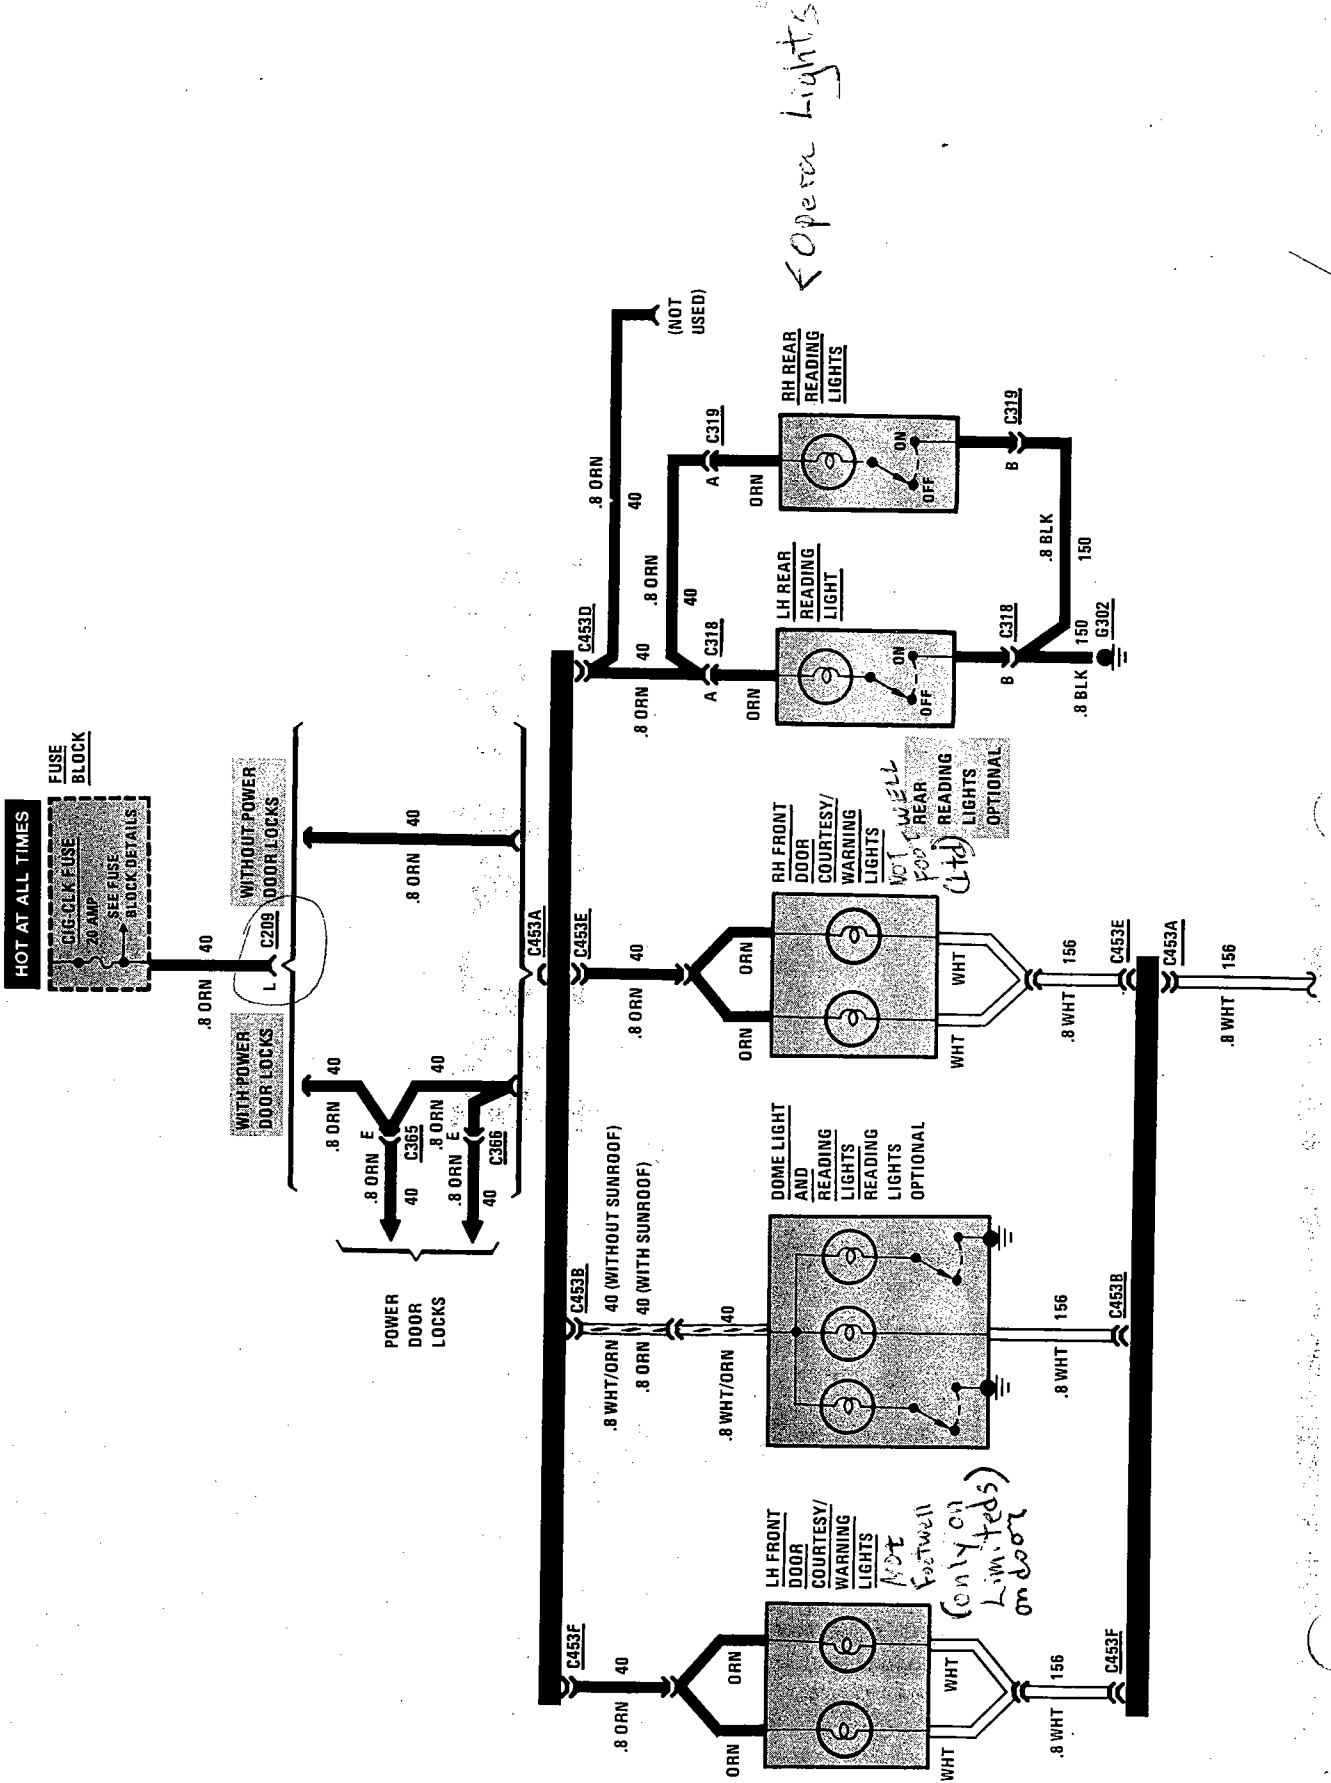 HOT AT ALL TIMES
FUSE
BLOCK
CIG-CLK FUSE
20 AMP
SEE FUSE
BLOCK DETAILS
.8 ORN
40
L
C209
WITH POWER
DOOR LOCKS
WITHOUT POWER
DOOR LOCKS
.8 ORN
40
.8 ORN
40
E
C365
.8 ORN
40
.8 ORN
40
E
C366
.8 ORN
40
POWER
DOOR
LOCKS
C453A
C453F
C453B
C453E
C453D
.8 ORN
40
.8 WHT/ORN
40 (WITHOUT SUNROOF)
.8 ORN
40 (WITH SUNROOF)
.8 WHT/ORN
40
.8 ORN
40
.8 ORN
40
.8 ORN
40
.8 ORN
40
(NOT
USED)
A
C318
A
C319
ORN
ORN
ORN
ORN
ORN
ORN
LH FRONT
DOOR
COURTESY/
WARNING
LIGHTS
NOT
Footwell
(only on
Limiteds)
on door
DOME LIGHT
AND
READING
LIGHTS
READING
LIGHTS
OPTIONAL
RH FRONT
DOOR
COURTESY/
WARNING
LIGHTS
NOT
FOOTWELL
(Ltd)
REAR
READING
LIGHTS
OPTIONAL
LH REAR
READING
LIGHT
OFF
ON
RH REAR
READING
LIGHTS
OFF
ON
< Opera Lights
WHT
WHT
WHT
WHT
.8 WHT
156
.8 WHT
156
.8 WHT
156
B
C318
B
C319
.8 BLK
150
.8 BLK
150
G302
C453F
C453B
C453E
C453A
.8 WHT
156